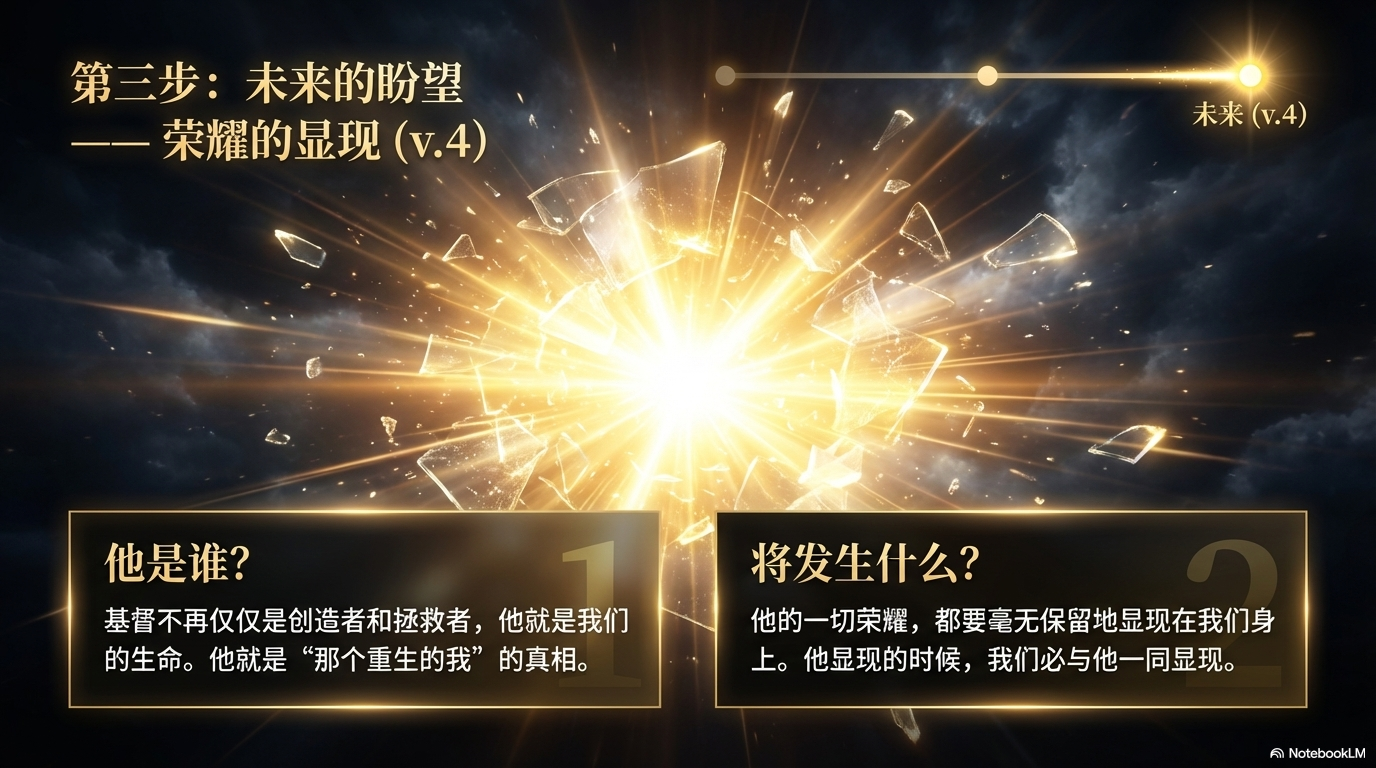 第三步：未来的盼望
—— 荣耀的显现 (v.4)
未来 (v.4)
他是谁？
1
基督不再仅仅是创造者和拯救者，他就是我们
的生命。他就是“那个重生的我”的真相。
将发生什么？
2
他的一切荣耀，都要毫无保留地显现在我们身
上。他显现的时候，我们必与他一同显现。
NotebookLM